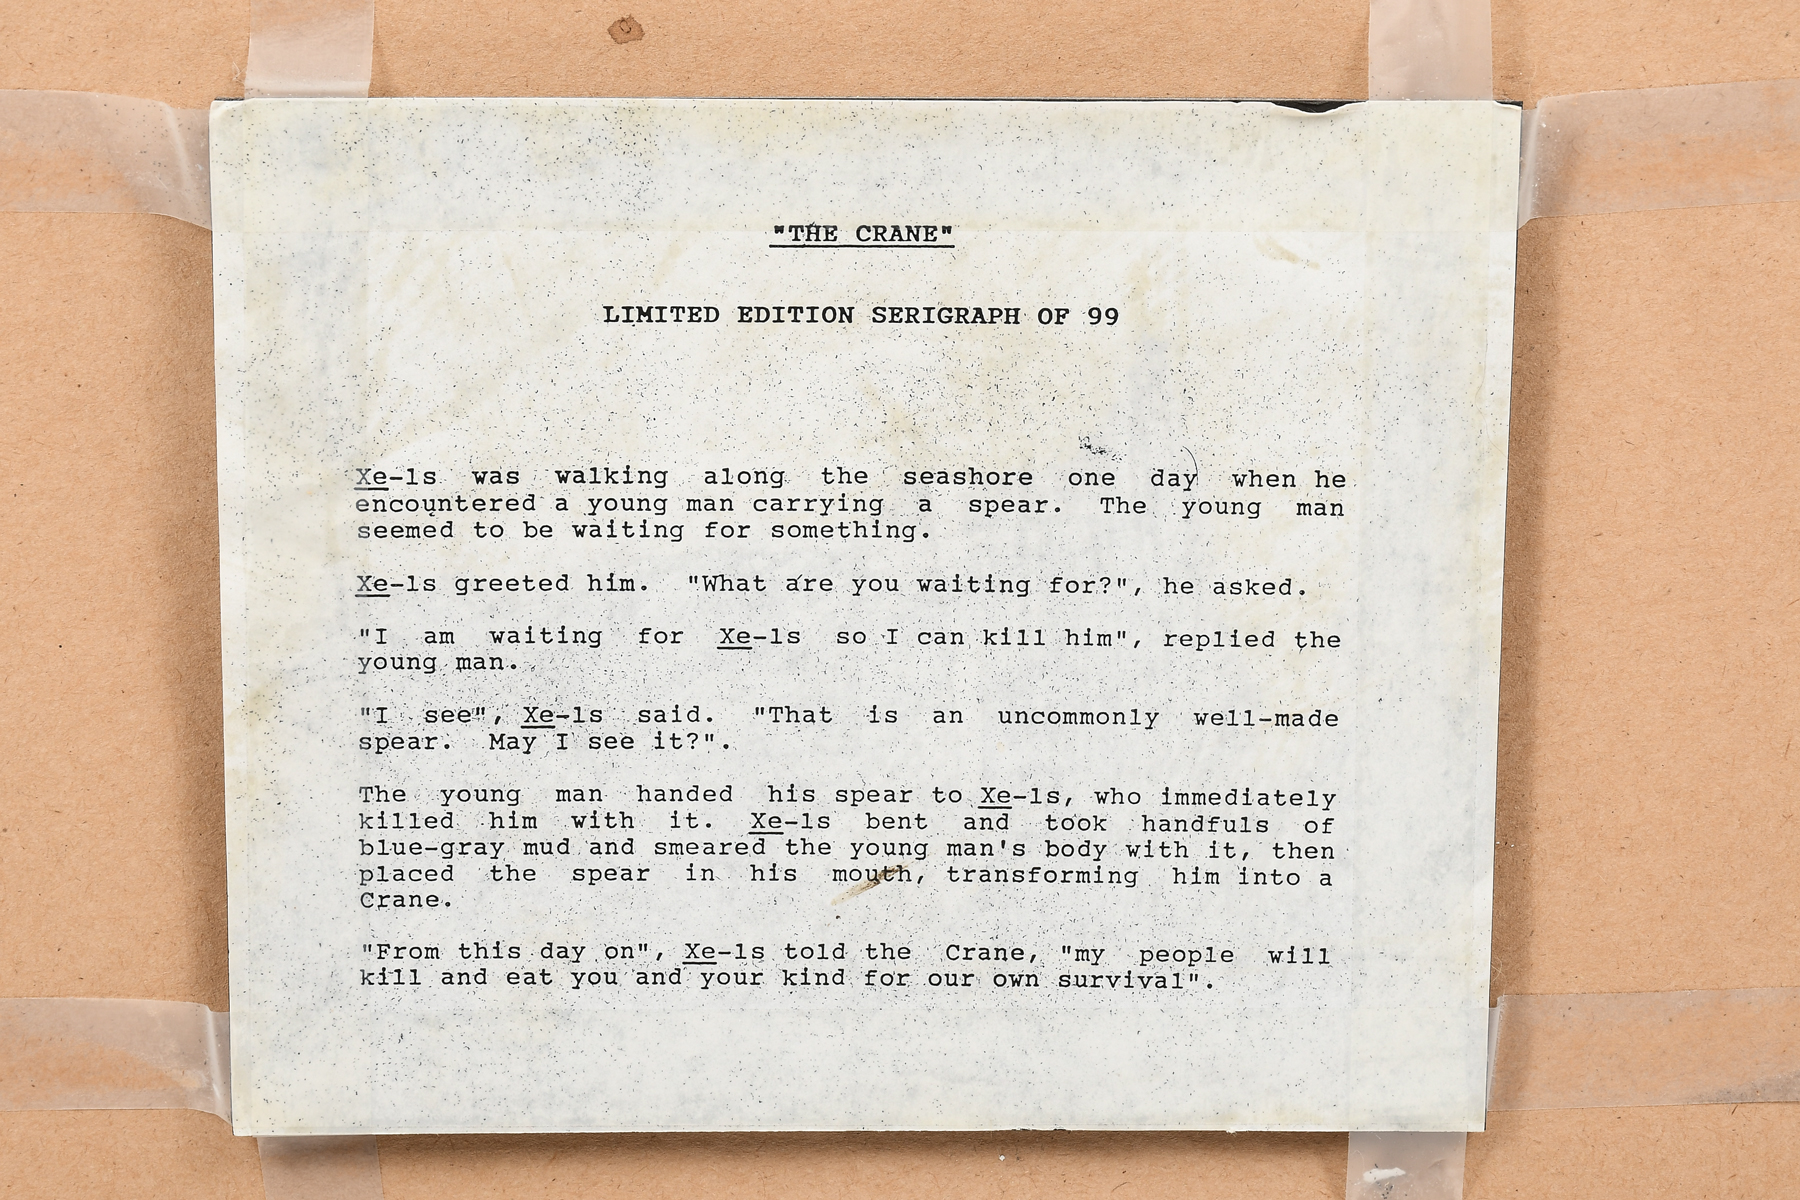 "THE CRANE"
LIMITED EDITION SERIGRAPH OF 99
Xe-ls was walking along the seashore one day when he
encountered a young man carrying a spear. The young man
seemed to be waiting for something.
Xe-ls greeted him. "What are you waiting for?", he asked.
"I am waiting for Xe-ls so I can kill him", replied the
young man.
"I see", Xe-ls said. "That is an uncommonly well-made
spear. May I see it?".
The young man handed his spear to Xe-ls, who immediately
killed him with it. Xe-ls bent and took handfuls of
blue-gray mud and smeared the young man's body with it, then
placed the spear in his mouth, transforming him into a
Crane.
"From this day on", Xe-ls told the Crane, "my people will
kill and eat you and your kind for our own survival".